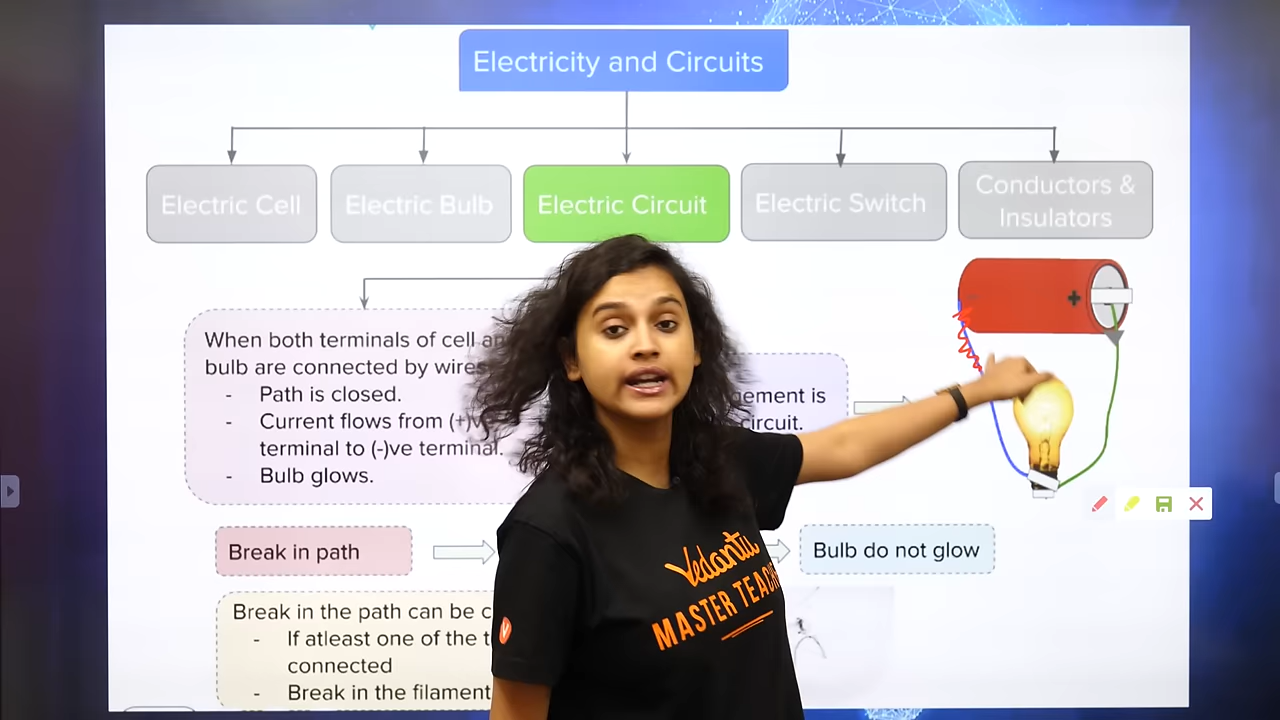 Electricity and Circuits
Electric Cell
Electric Bulb
Electric Circuit
Electric Switch
Conductors &
Insulators
When both terminals of cell
bulb are connected by wires
- Path is closed.
- Current flows from (+)v
terminal to (-)ve terminal.
- Bulb glows.
ement is
circuit.
+
Break in path
Bulb do not glow
Break in the path can be
- If atleast one of the
connected
- Break in the filament
Vedantu
MASTER TEACHE